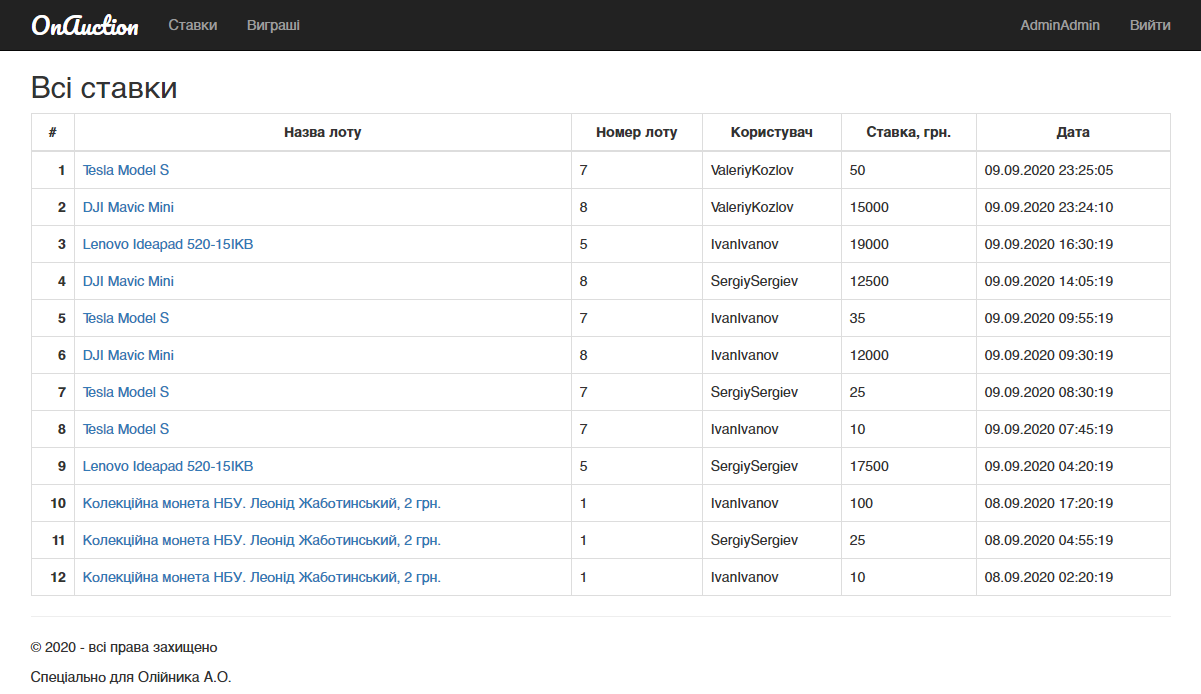 OnAuction Ставки Виграші AdminAdmin Вийти
Всі ставки
# Назва лоту Номер лоту Користувач Ставка, грн. Дата
1 Tesla Model S 7 ValeriyKozlov 50 09.09.2020 23:25:05
2 DJI Mavic Mini 8 ValeriyKozlov 15000 09.09.2020 23:24:10
3 Lenovo Ideapad 520-15IKB 5 IvanIvanov 19000 09.09.2020 16:30:19
4 DJI Mavic Mini 8 SergiySergiev 12500 09.09.2020 14:05:19
5 Tesla Model S 7 IvanIvanov 35 09.09.2020 09:55:19
6 DJI Mavic Mini 8 IvanIvanov 12000 09.09.2020 09:30:19
7 Tesla Model S 7 SergiySergiev 25 09.09.2020 08:30:19
8 Tesla Model S 7 IvanIvanov 10 09.09.2020 07:45:19
9 Lenovo Ideapad 520-15IKB 5 SergiySergiev 17500 09.09.2020 04:20:19
10 Колекційна монета НБУ. Леонід Жаботинський, 2 грн. 1 IvanIvanov 100 08.09.2020 17:20:19
11 Колекційна монета НБУ. Леонід Жаботинський, 2 грн. 1 SergiySergiev 25 08.09.2020 04:55:19
12 Колекційна монета НБУ. Леонід Жаботинський, 2 грн. 1 IvanIvanov 10 08.09.2020 02:20:19
© 2020 - всі права захищено
Спеціально для Олійника А.О.